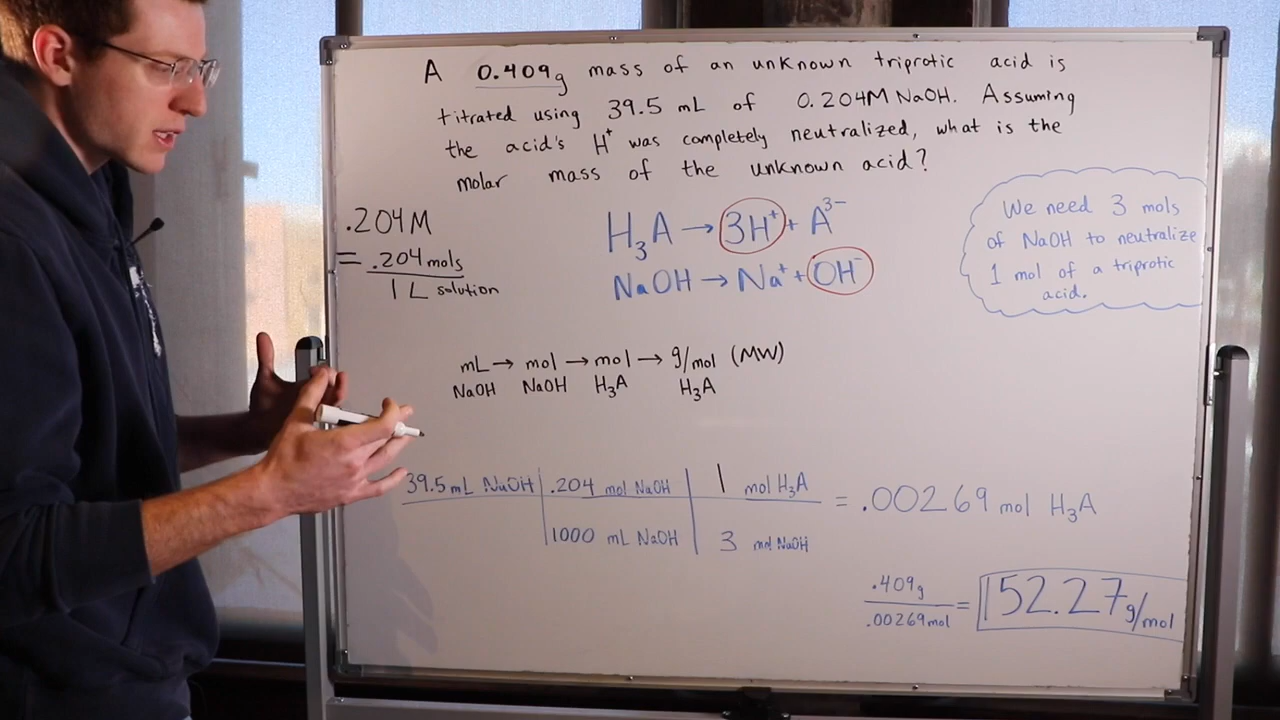 A 0.409g mass of an unknown triprotic acid is
titrated using 39.5 mL of 0.204M NaOH. Assuming
the acid's H⁺ was completely neutralized, what is the
molar mass of the unknown acid?
.204M
= .204 mols
1 L solution
H₃A → 3H⁺ + A³⁻
NaOH → Na⁺ + OH⁻
We need 3 mols
of NaOH to neutralize
1 mol of a triprotic
acid.
mL → mol → mol → g/mol (MW)
NaOH NaOH H₃A H₃A
39.5 mL NaOH | .204 mol NaOH | 1 mol H₃A
1000 mL NaOH | 3 mol NaOH
= .00269 mol H₃A
.409g
.00269 mol
= 152.27 g/mol